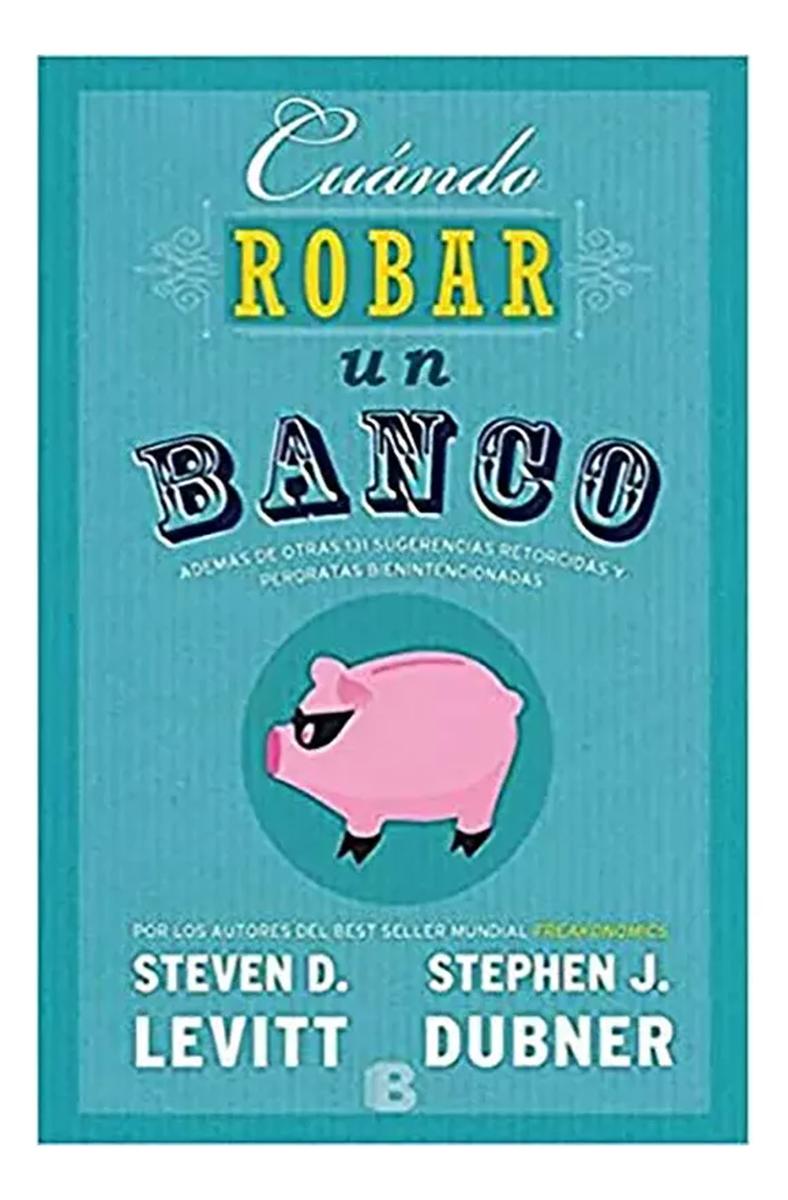 Cuándo
ROBAR
un
BANCO
ADEMÁS DE OTRAS 131 SUGERENCIAS RETORCIDAS Y
PERORATAS BIENINTENCIONADAS
POR LOS AUTORES DEL BEST SELLER MUNDIAL FREAKONOMICS
STEVEN D. STEPHEN J.
LEVITT DUBNER
B